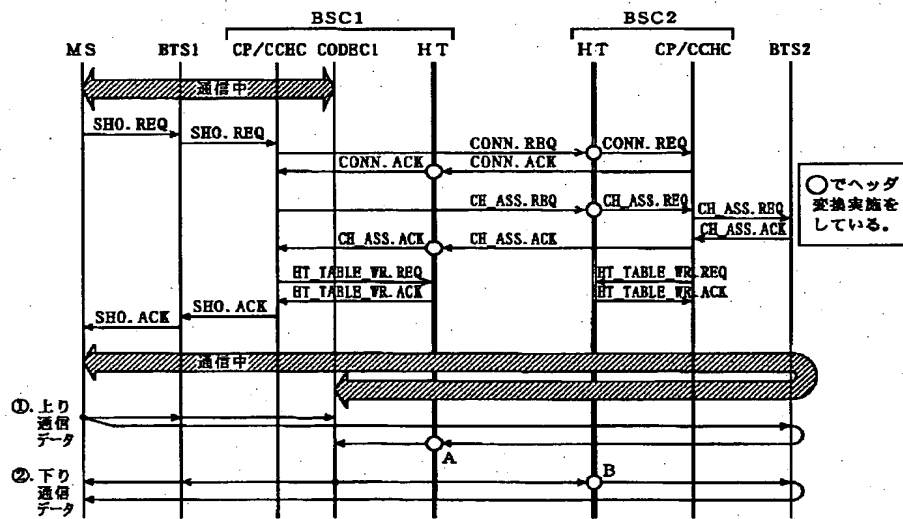 BSC1
BSC2
MS BTS1 CP/CCHC CODEC1 HT HT CP/CCHC BTS2
通信中
SHO.REQ
SHO.REQ
CONN.REQ CONN.REQ
CONN.ACK CONN.ACK
CH_ASS.REQ CH_ASS.REQ
CH_ASS.REQ
CH_ASS.ACK
CH_ASS.ACK CH_ASS.ACK
○でヘッダ
変換実施を
している。
HT_TABLE_WR.REQ HT_TABLE_WR.REQ
HT_TABLE_WR.ACK HT_TABLE_WR.ACK
SHO.ACK
SHO.ACK
通信中
①.上り
通信
データ
A
②.下り
通信
データ
B